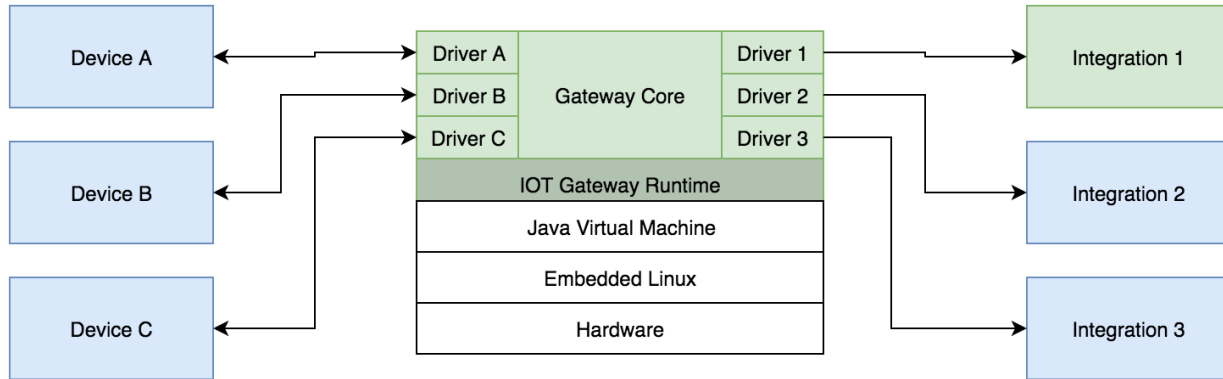 Device A
Device B
Device C
Driver A
Driver B
Driver C
Gateway Core
Driver 1
Driver 2
Driver 3
IOT Gateway Runtime
Java Virtual Machine
Embedded Linux
Hardware
Integration 1
Integration 2
Integration 3